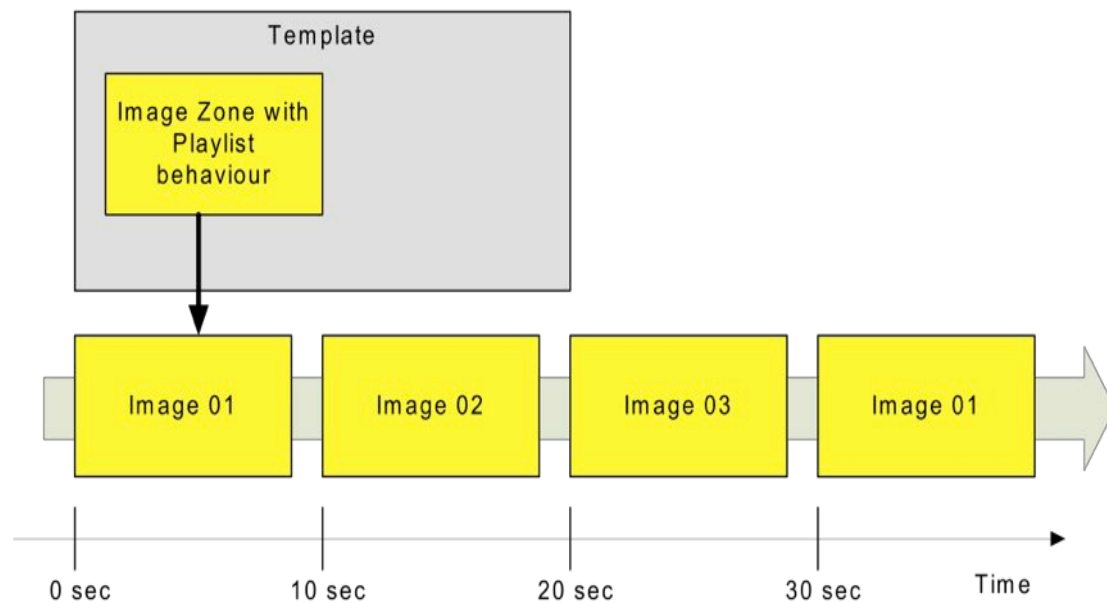 Template
Image Zone with
Playlist
behaviour
Image 01
Image 02
Image 03
Image 01
0 sec
10 sec
20 sec
30 sec
Time